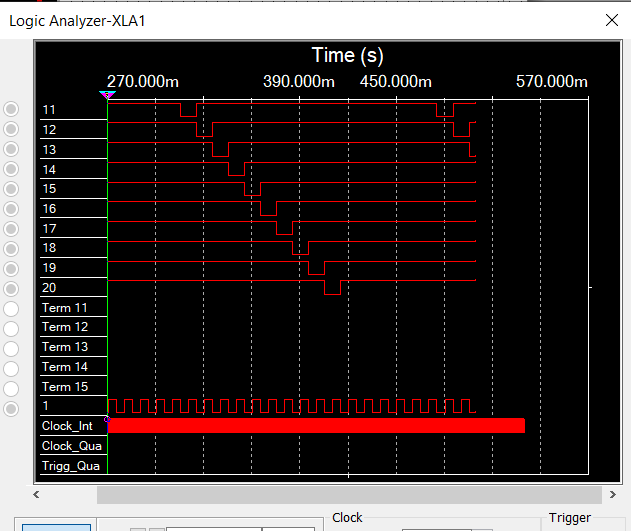 Logic Analyzer-XLA1
Time (s)
270.000m 390.000m 450.000m 570.000m
11
12
13
14
15
16
17
18
19
20
Term 11
Term 12
Term 13
Term 14
Term 15
1
Clock_Int
Clock_Qua
Trigg_Qua
Clock Trigger